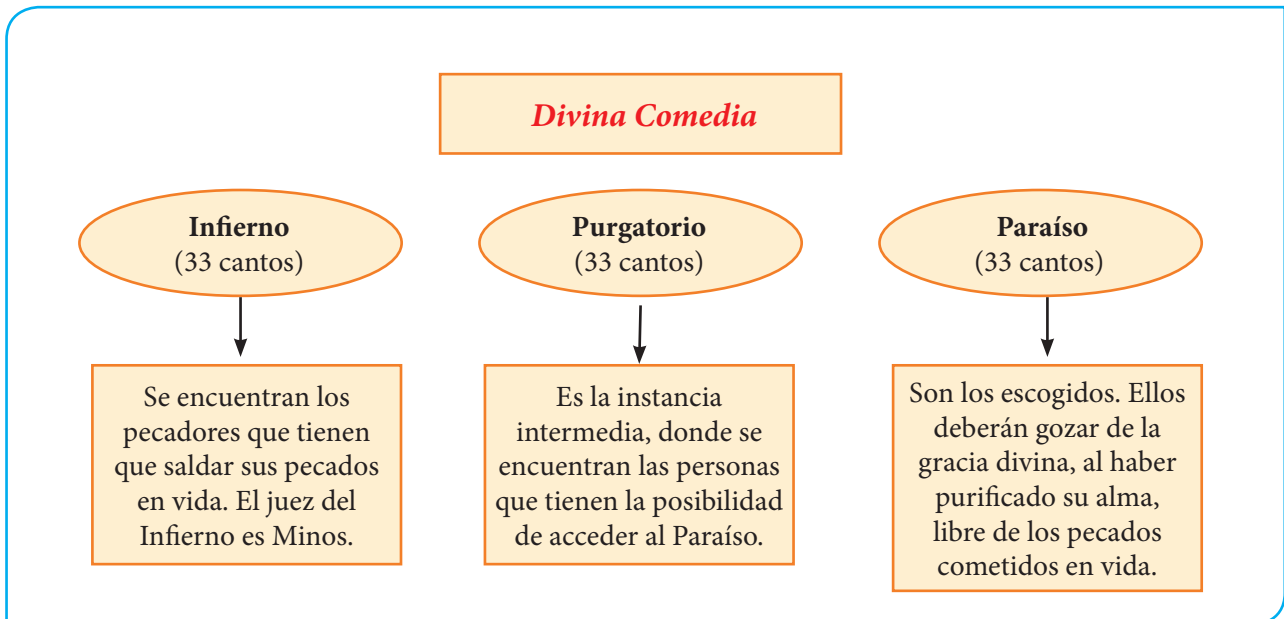 Divina Comedia
Infierno
(33 cantos)
Se encuentran los
pecadores que tienen
que saldar sus pecados
en vida. El juez del
Infierno es Minos.
Purgatorio
(33 cantos)
Es la instancia
intermedia, donde se
encuentran las personas
que tienen la posibilidad
de acceder al Paraíso.
Paraíso
(33 cantos)
Son los escogidos. Ellos
deberán gozar de la
gracia divina, al haber
purificado su alma,
libre de los pecados
cometidos en vida.